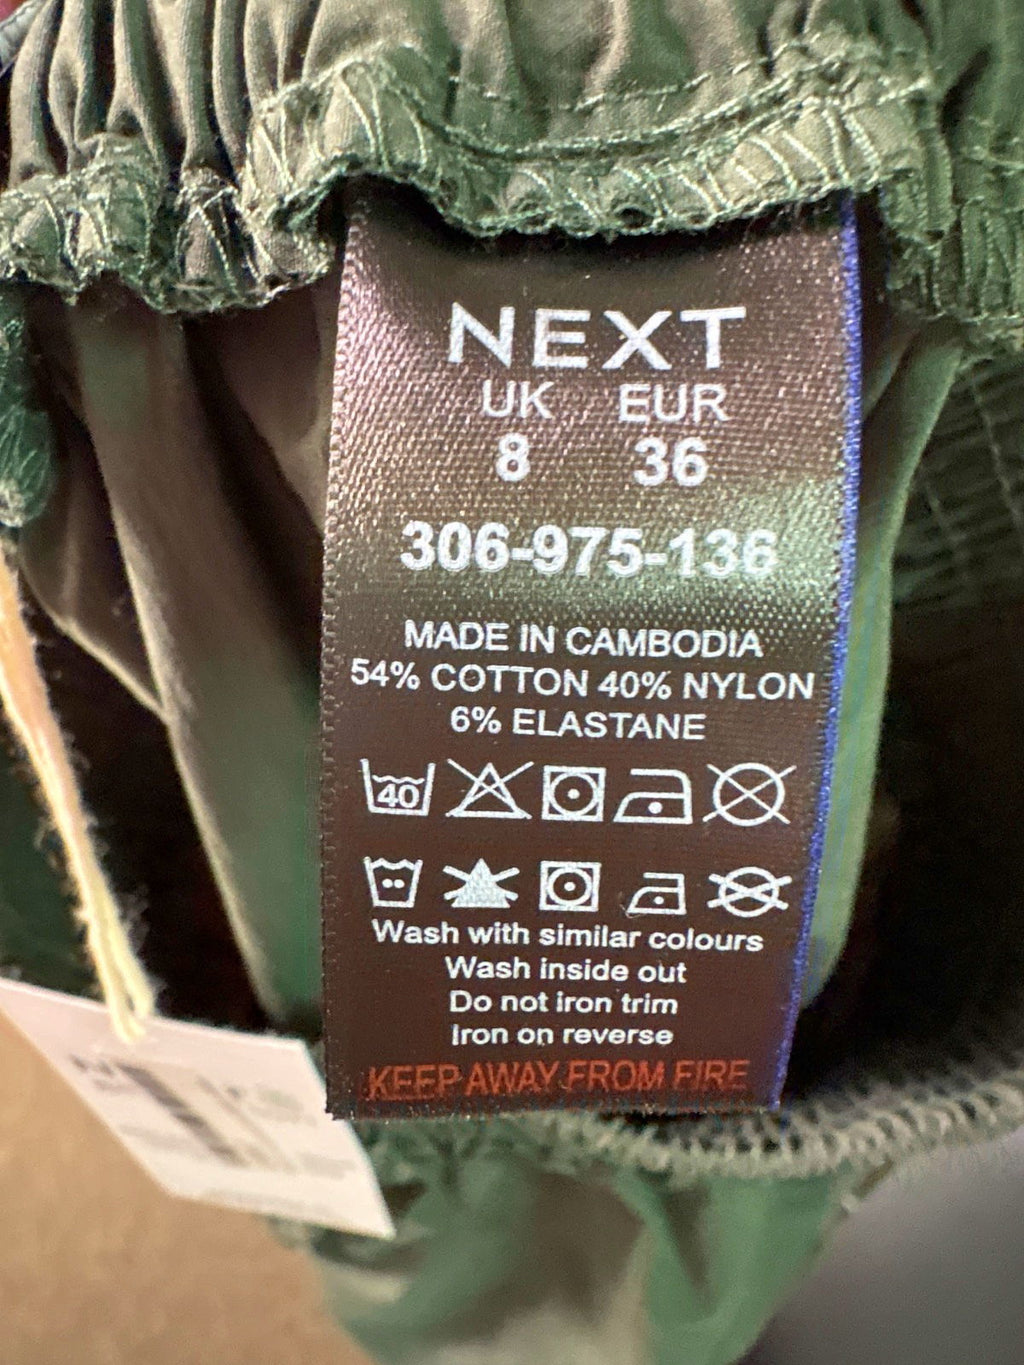 NEXT
UK EUR
8 36
306-975-136
MADE IN CAMBODIA
54% COTTON 40% NYLON
6% ELASTANE
40
Wash with similar colours
Wash inside out
Do not iron trim
Iron on reverse
KEEP AWAY FROM FIRE